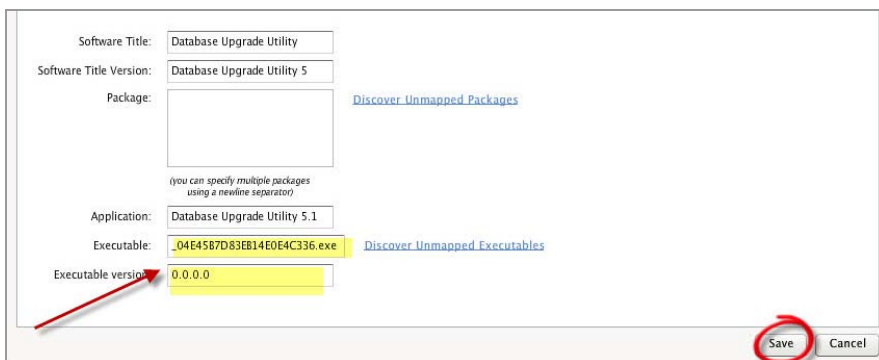 Software Title: Database Upgrade Utility
Software Title Version: Database Upgrade Utility 5
Package: Discover Unmapped Packages
(you can specify multiple packages
using a newline separator)
Application: Database Upgrade Utility 5.1
Executable: _04E45B7D83EB14E0E4C336.exe Discover Unmapped Executables
Executable version 0.0.0.0
Save Cancel